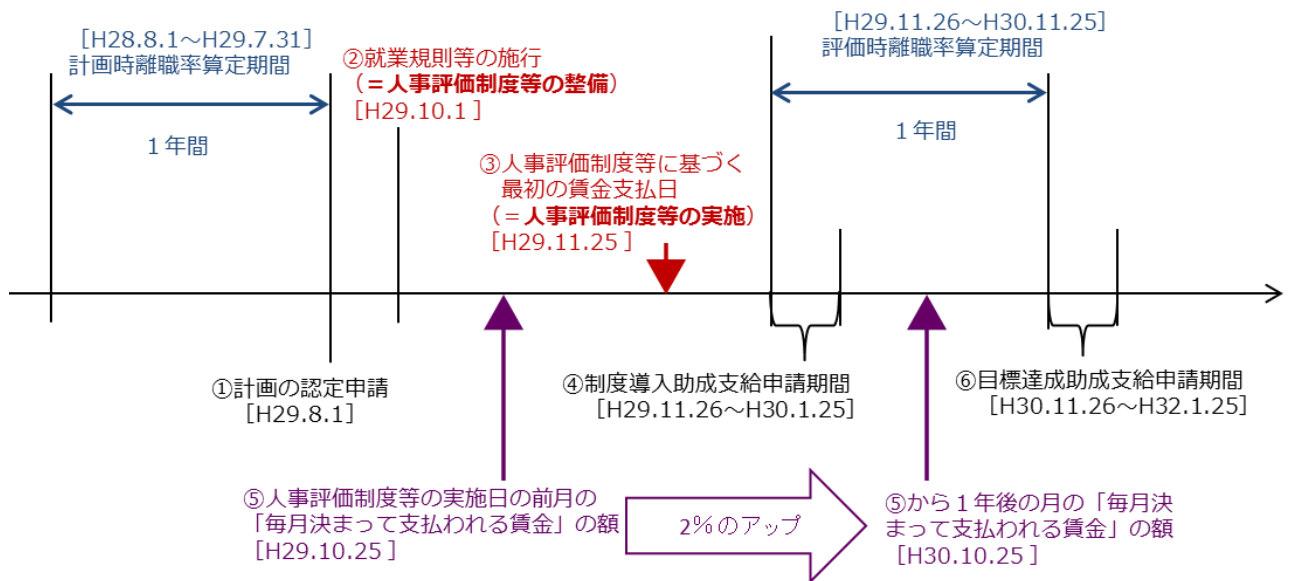 [H28.8.1～H29.7.31]
計画時離職率算定期間
1年間
②就業規則等の施行
(＝人事評価制度等の整備)
[H29.10.1 ]
③人事評価制度等に基づく
最初の賃金支払日
(＝人事評価制度等の実施)
[H29.11.25 ]
[H29.11.26～H30.11.25]
評価時離職率算定期間
1年間
①計画の認定申請
[H29.8.1]
④制度導入助成支給申請期間
[H29.11.26～H30.1.25]
⑥目標達成助成支給申請期間
[H30.11.26～H32.1.25]
⑤人事評価制度等の実施日の前月の
「毎月決まって支払われる賃金」の額
[H29.10.25 ]
2％のアップ
⑤から１年後の月の「毎月決
まって支払われる賃金」の額
[H30.10.25 ]